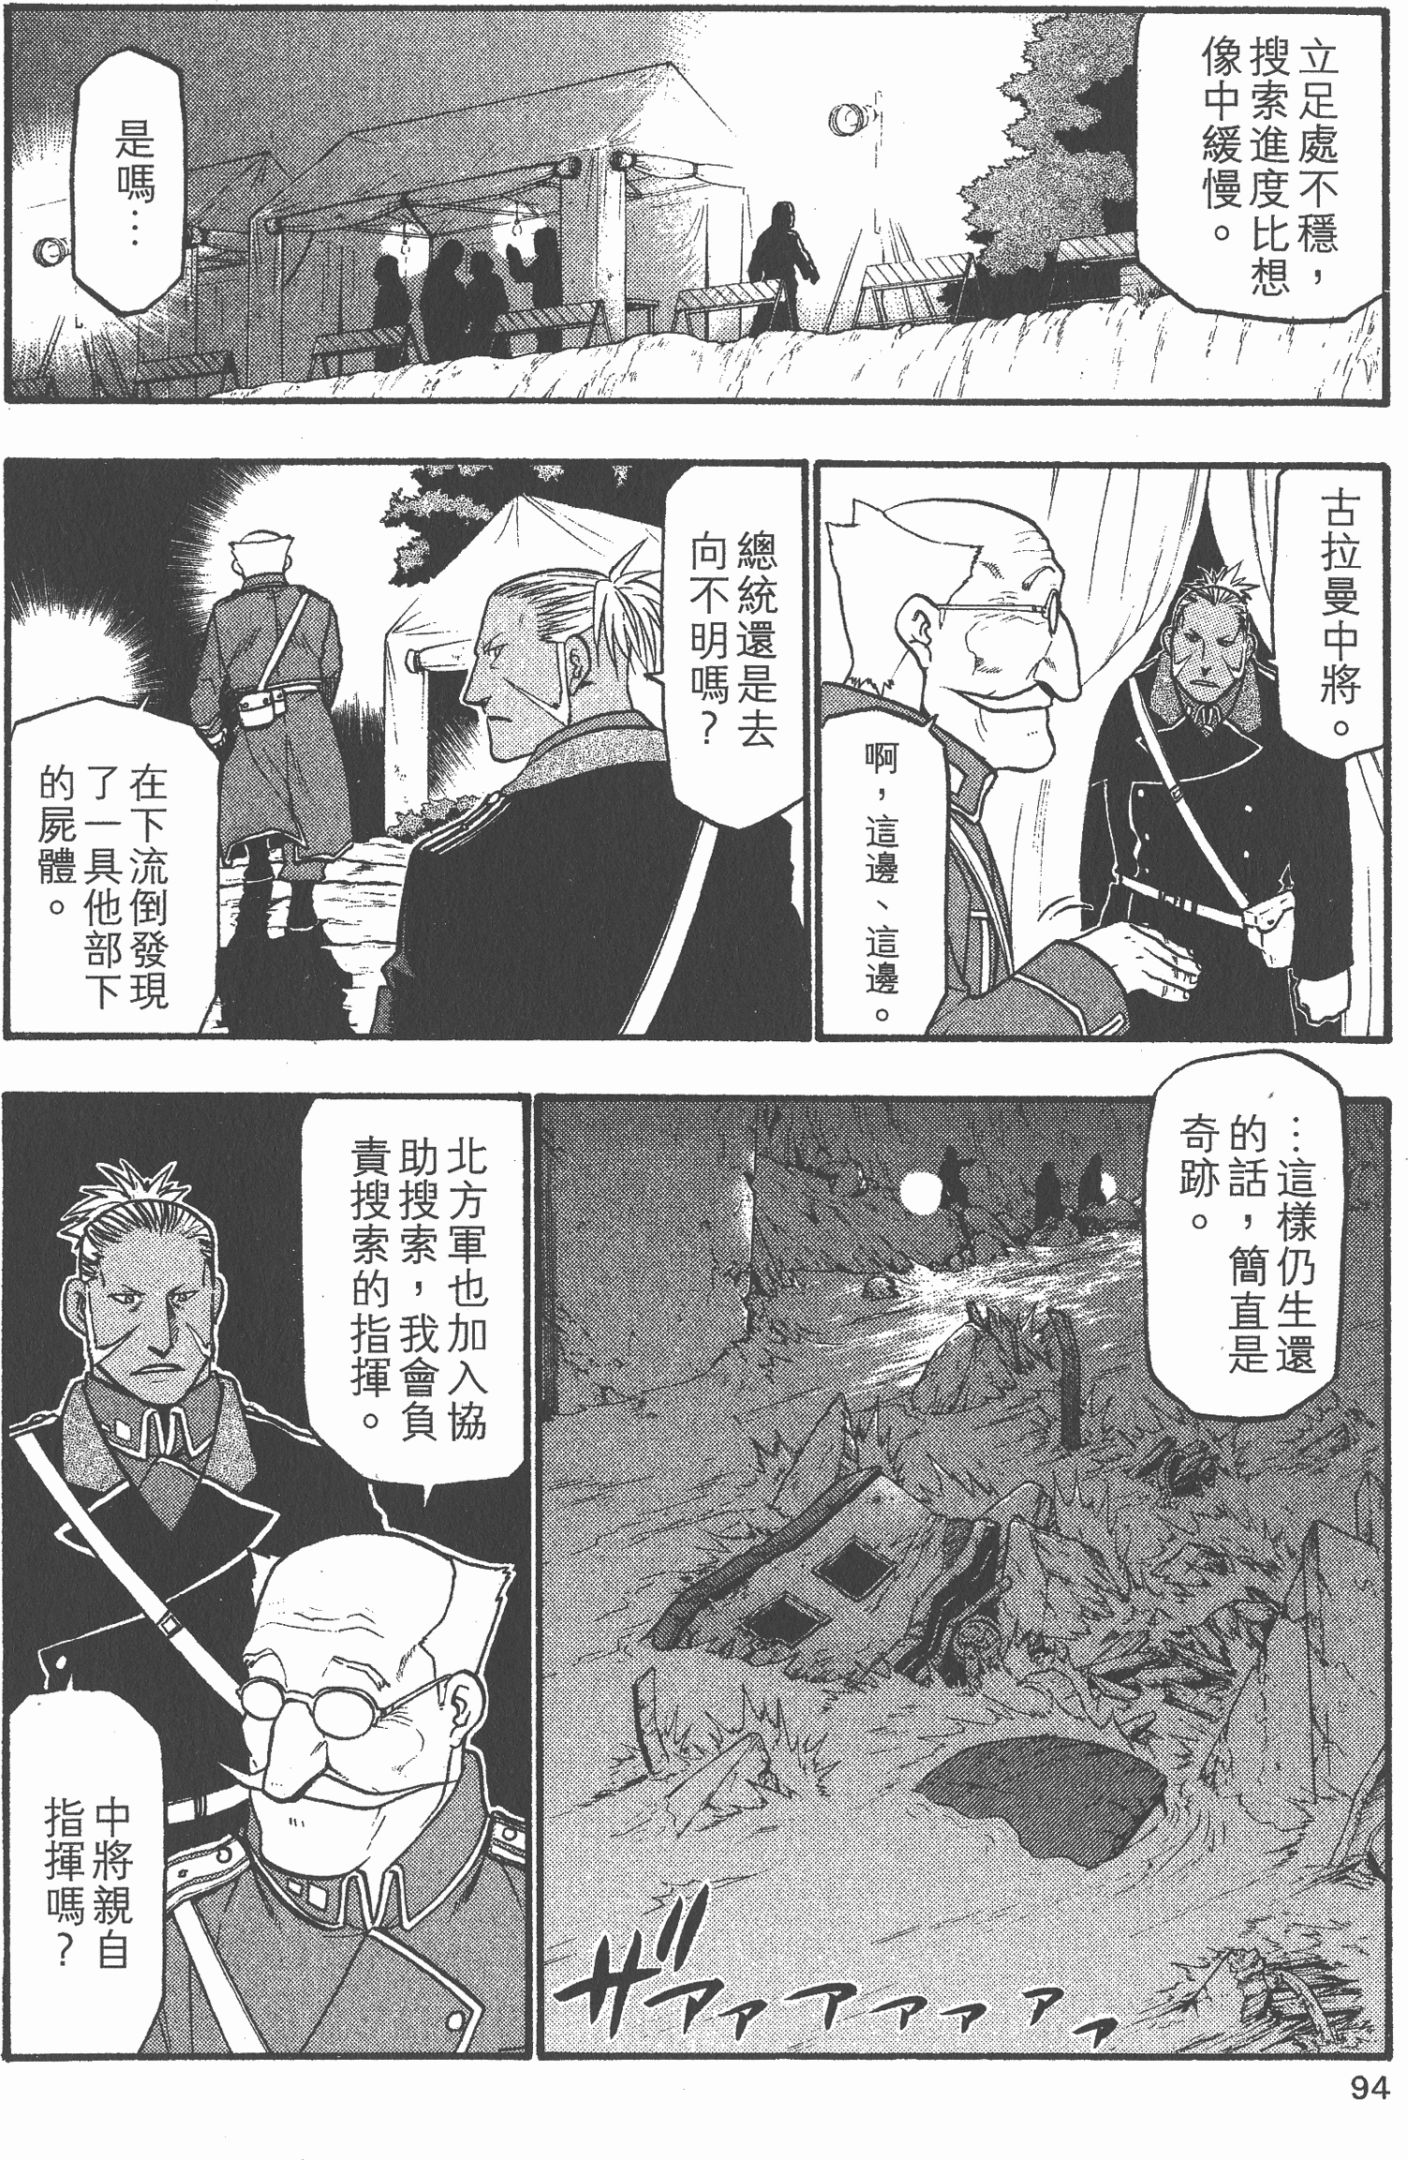 立足處不穩，
搜索進度比想
像中緩慢。
是嗎…
古拉曼中將。
啊，這邊、這邊。
總統還是去
向不明嗎？
在下流倒發現
了一具他部下
的屍體。
…這樣仍生還
的話，簡直是
奇跡。
ザァァァァァァァ
北方軍也加入協
助搜索，我會負
責搜索的指揮。
中將親自
指揮嗎？
94